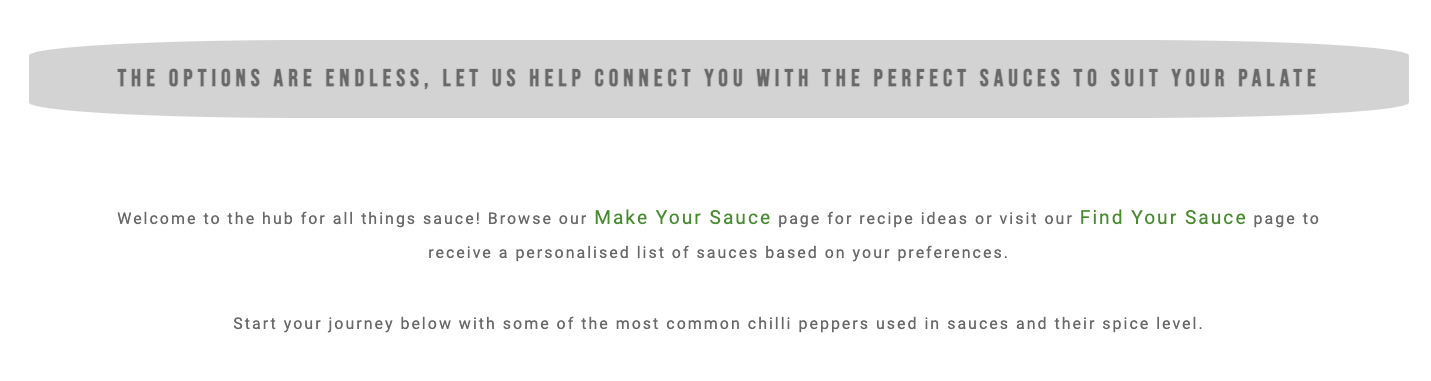 THE OPTIONS ARE ENDLESS, LET US HELP CONNECT YOU WITH THE PERFECT SAUCES TO SUIT YOUR PALATE
Welcome to the hub for all things sauce! Browse our Make Your Sauce page for recipe ideas or visit our Find Your Sauce page to
receive a personalised list of sauces based on your preferences.
Start your journey below with some of the most common chilli peppers used in sauces and their spice level.